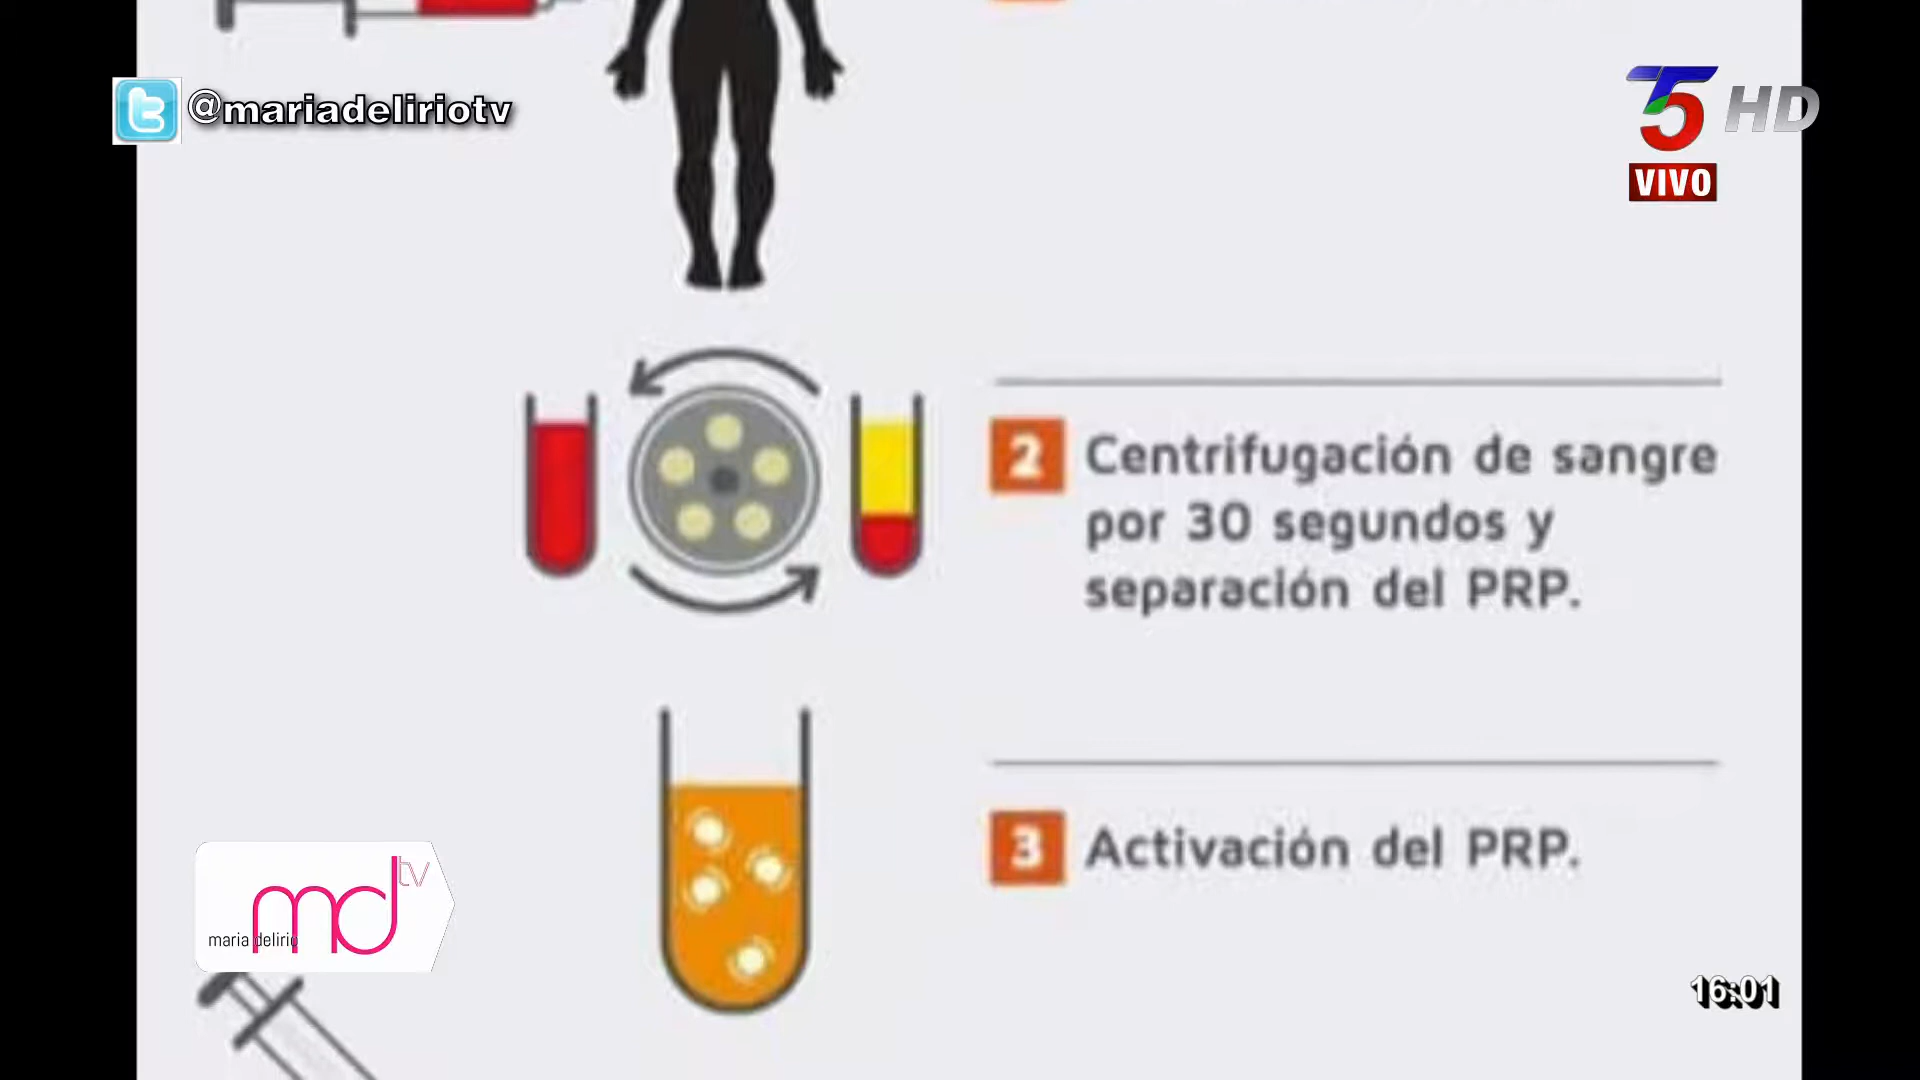 @mariadeliriotv
T5 HD
VIVO
2 Centrifugación de sangre
por 30 segundos y
separación del PRP.
3 Activación del PRP.
md tv
maria delirio
16:01